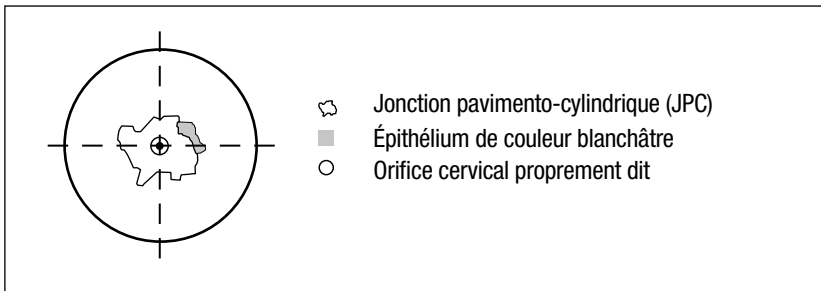 Jonction pavimento-cylindrique (JPC)
Épithélium de couleur blanchâtre
Orifice cervical proprement dit